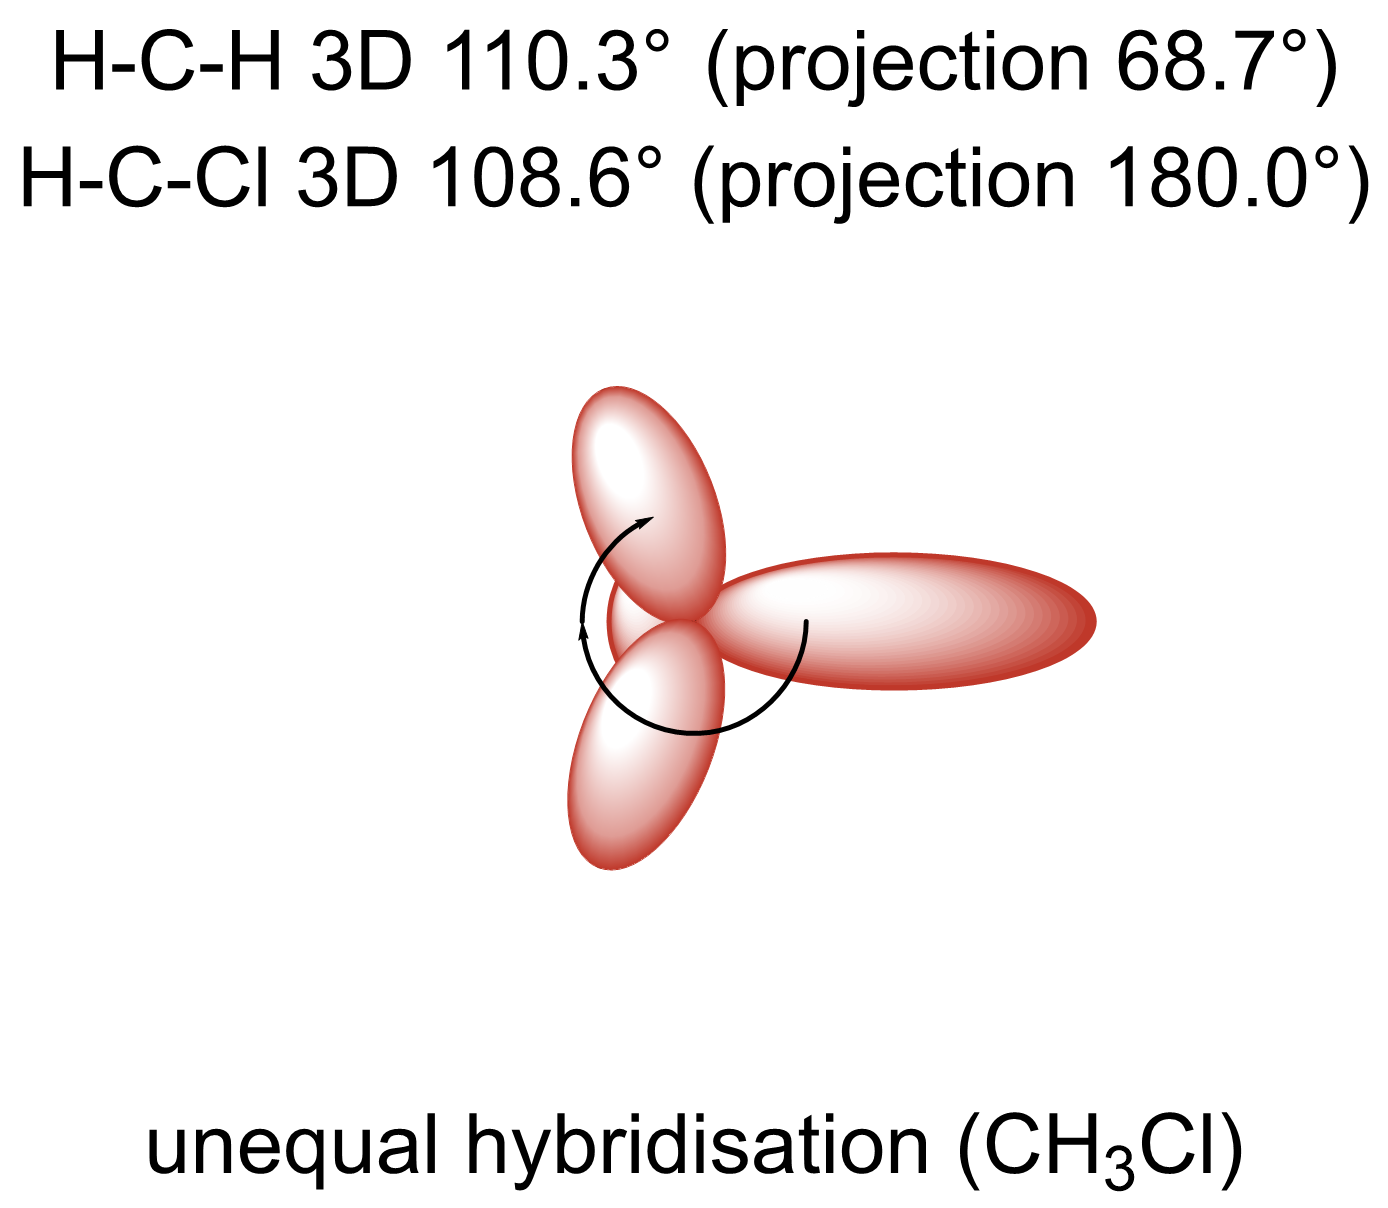 H-C-H 3D 110.3° (projection 68.7°)
H-C-Cl 3D 108.6° (projection 180.0°)
unequal hybridisation (CH₃Cl)